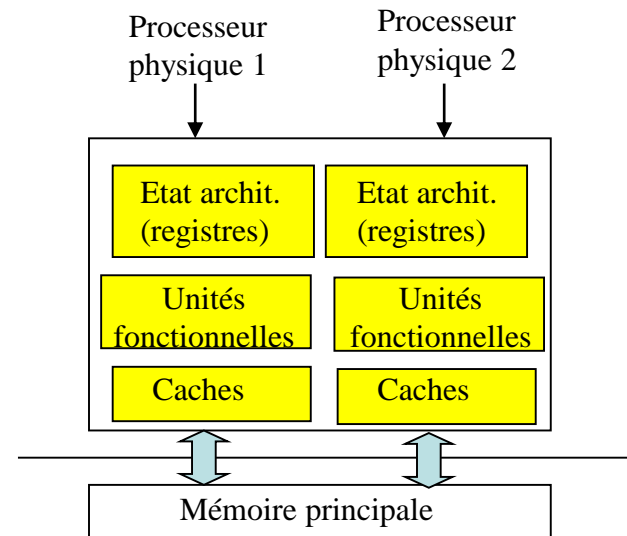 Processeur
physique 1
Processeur
physique 2
Etat archit.
(registres)
Etat archit.
(registres)
Unités
fonctionnelles
Unités
fonctionnelles
Caches
Caches
Mémoire principale